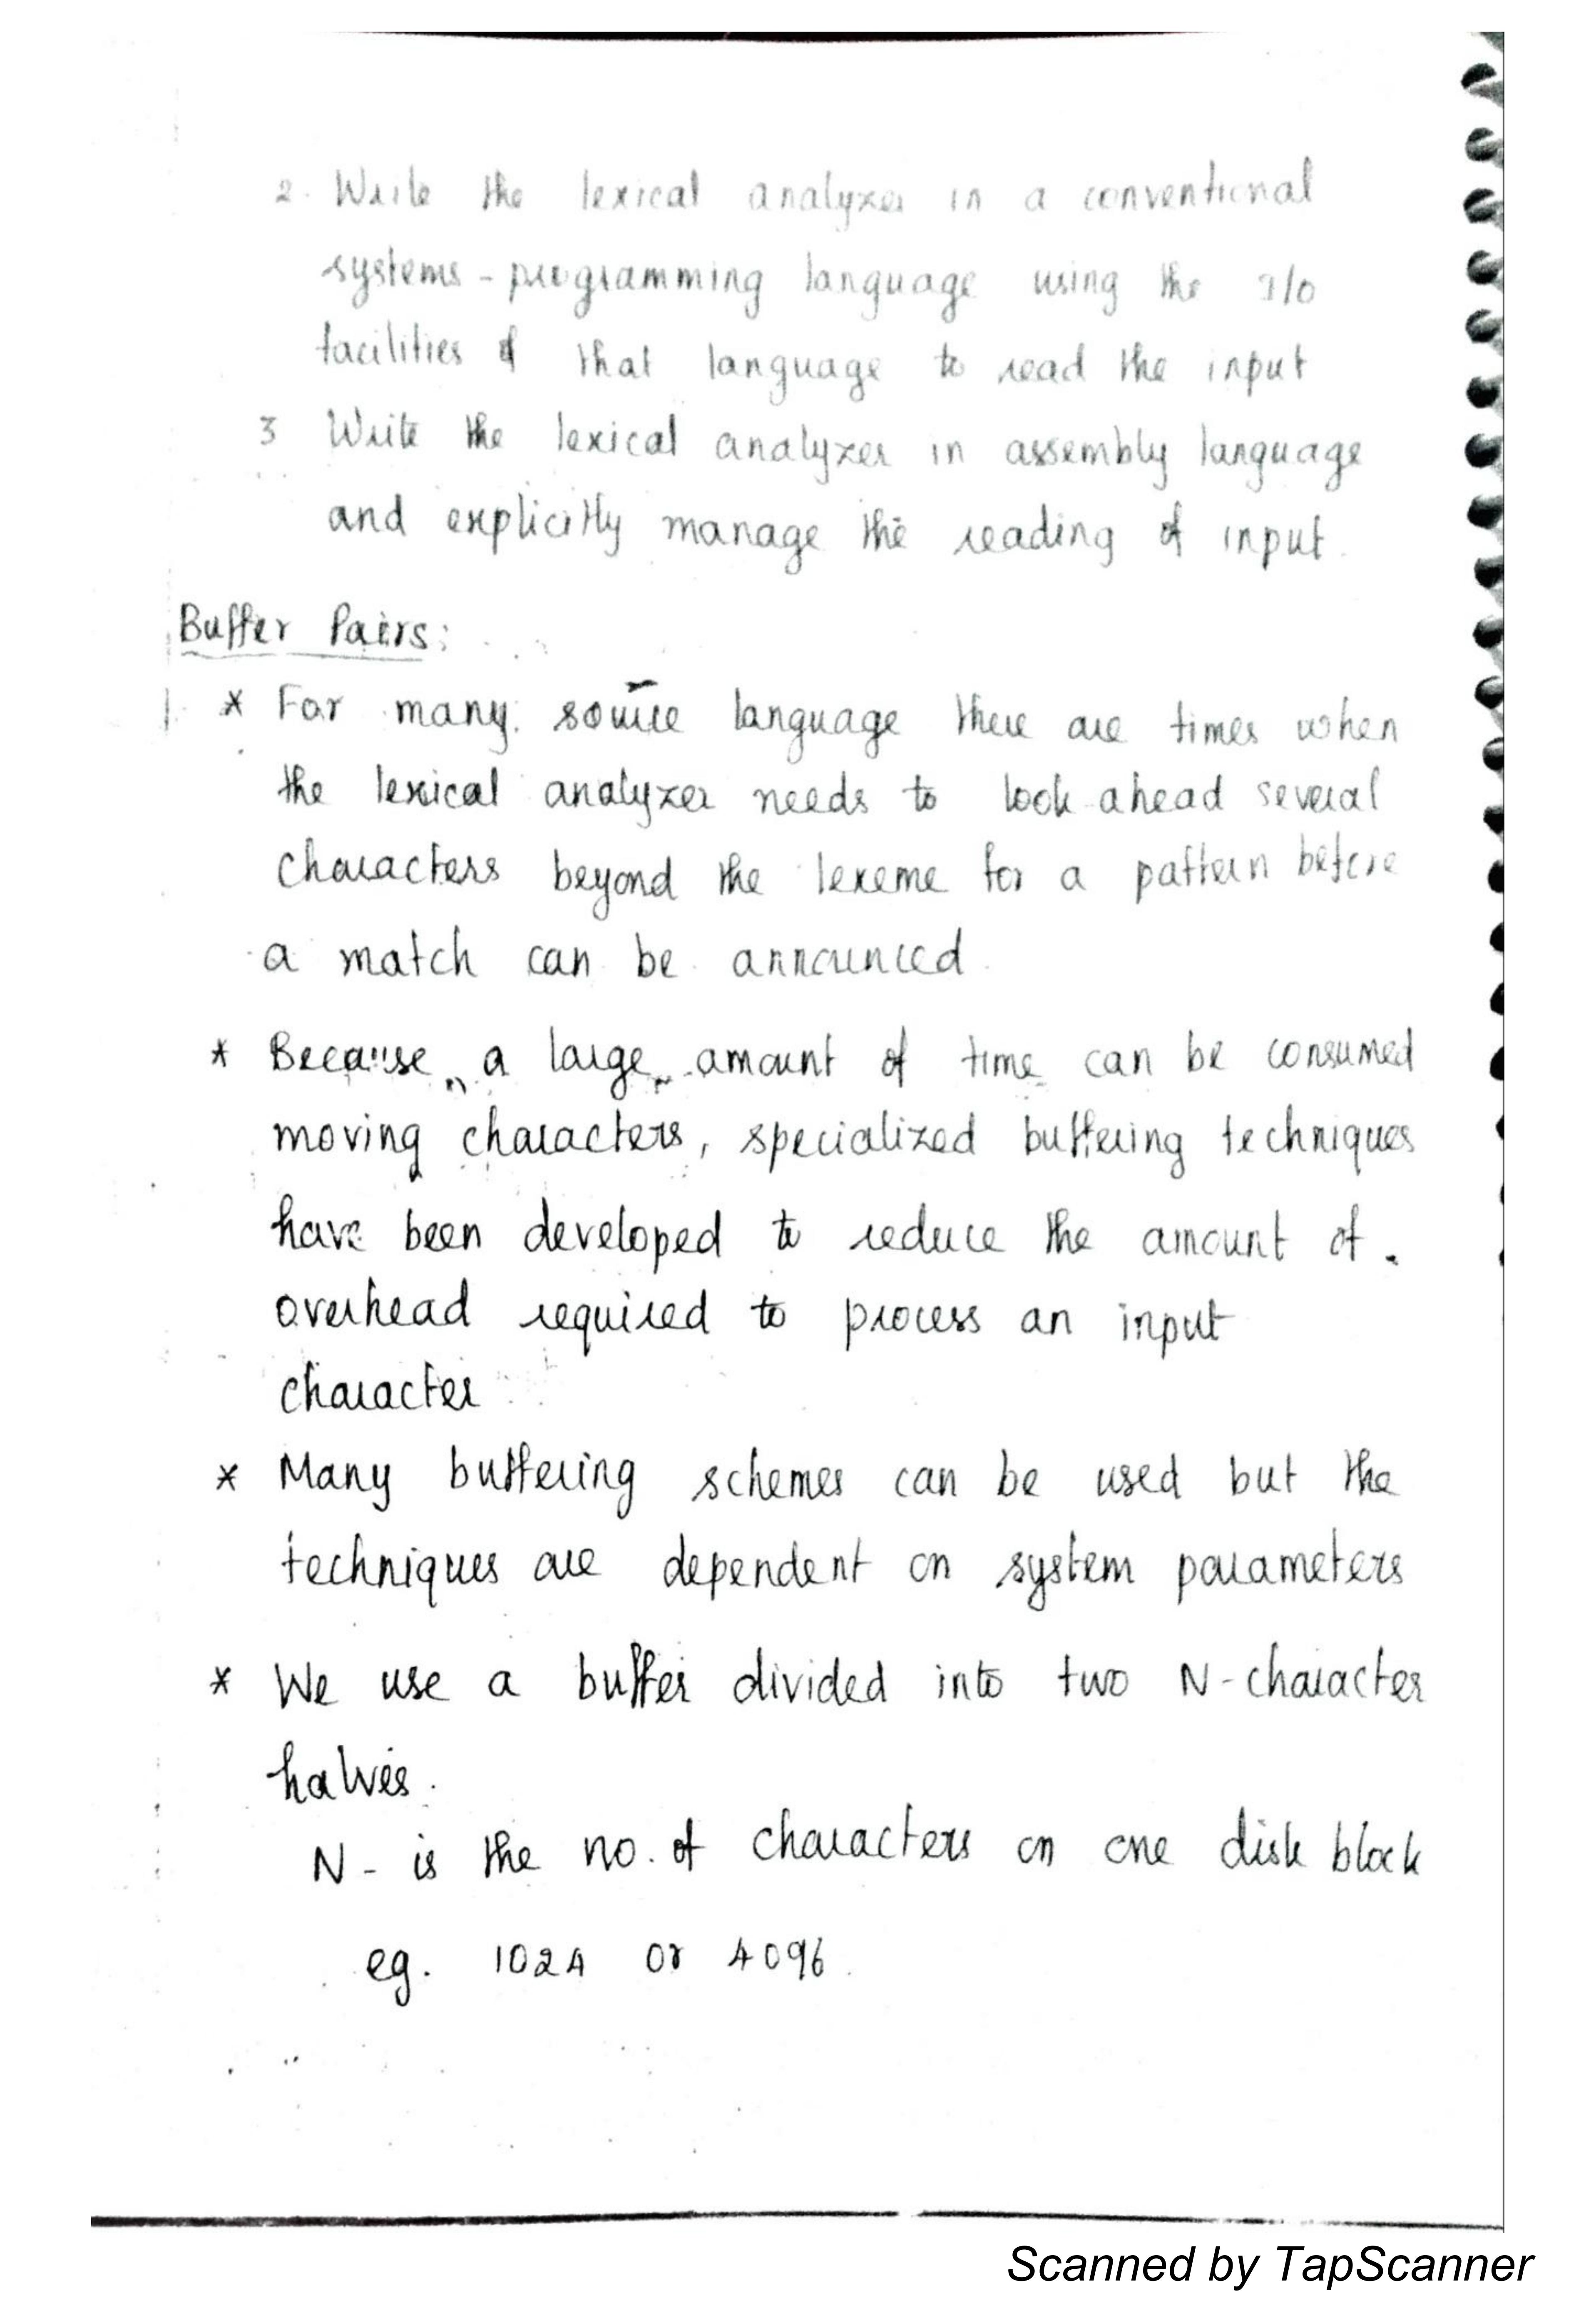 2. Write the lexical analyzer in a conventional
systems - programming language using the I/O
facilities of that language to read the input
3 Write the lexical analyzer in assembly language
and explicitly manage the reading of input.
Buffer Pairs:
* For many source language there are times when
the lexical analyzer needs to look ahead several
characters beyond the lexeme for a pattern before
a match can be announced.
* Because a large amount of time can be consumed
moving characters, specialized buffering techniques
have been developed to reduce the amount of
overhead required to process an input
character
* Many buffering schemes can be used but the
techniques are dependent on system parameters
* We use a buffer divided into two N-character
halves.
N - is the no. of characters on one disk block
eg. 1024 or 4096.
Scanned by TapScanner